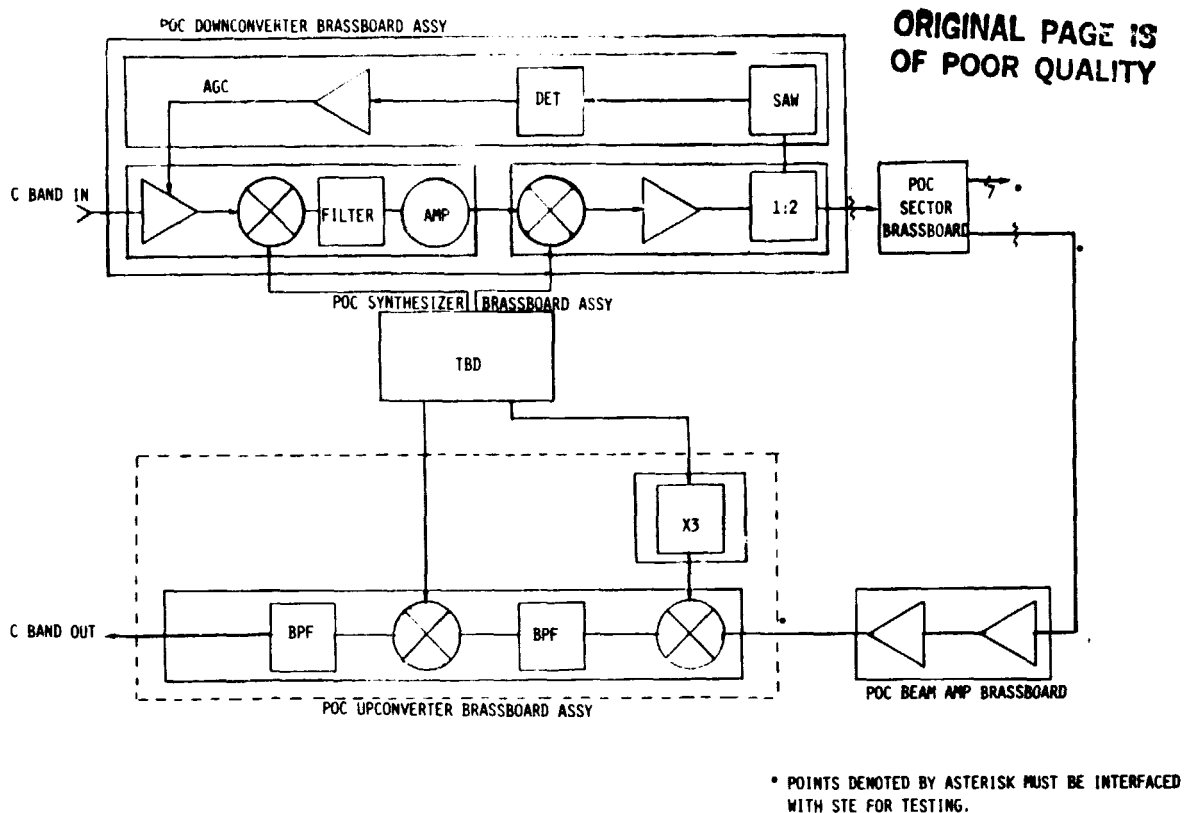 POC DOWNCONVERTER BRASSBOARD ASSY
ORIGINAL PAGE IS
OF POOR QUALITY
AGC
DET
SAW
C BAND IN
FILTER
AMP
1:2
POC
SECTOR
BRASSBOARD
POC SYNTHESIZER BRASSBOARD ASSY
TBD
X3
C BAND OUT
BPF
BPF
POC UPCONVERTER BRASSBOARD ASSY
POC BEAM AMP BRASSBOARD
* POINTS DENOTED BY ASTERISK MUST BE INTERFACED
WITH STE FOR TESTING.